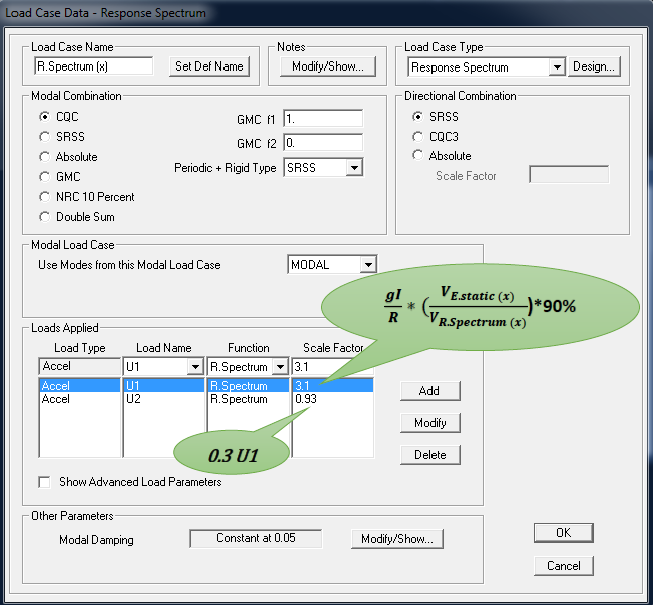 Load Case Data - Response Spectrum
Load Case Name
R.Spectrum (x)
Set Def Name
Notes
Modify/Show...
Load Case Type
Response Spectrum
Design...
Modal Combination
CQC
SRSS
Absolute
GMC
NRC 10 Percent
Double Sum
GMC f1
1.
GMC f2
0.
Periodic + Rigid Type
SRSS
Directional Combination
SRSS
CQC3
Absolute
Scale Factor
Modal Load Case
Use Modes from this Modal Load Case
MODAL
gI/R * (V_E.static (x)/V_R.Spectrum (x))*90%
Loads Applied
Load Type Load Name Function Scale Factor
Accel U1 R.Spectrum 3.1
Accel U1 R.Spectrum 3.1
Accel U2 R.Spectrum 0.93
Add
Modify
Delete
0.3 U1
Show Advanced Load Parameters
Other Parameters
Modal Damping
Constant at 0.05
Modify/Show...
OK
Cancel